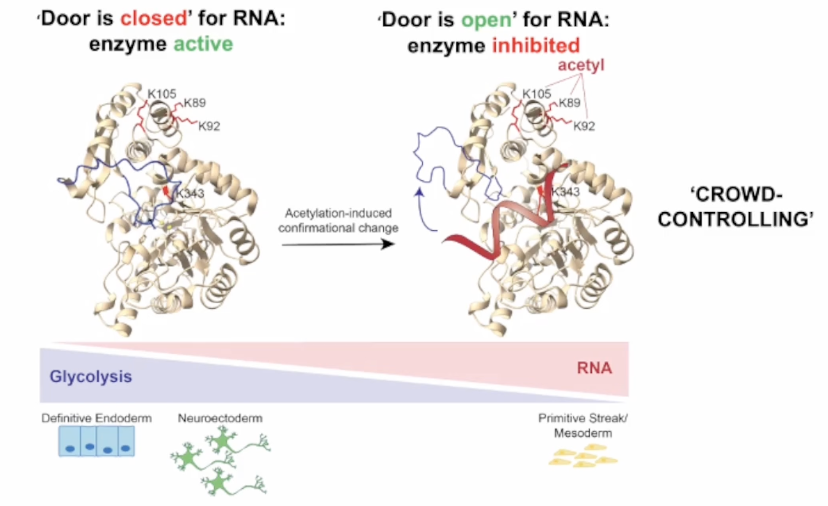 ‘Door is closed’ for RNA:
enzyme active
‘Door is open’ for RNA:
enzyme inhibited
acetyl
K105
K89
K92
K343
K105
K89
K92
K343
Acetylation-induced
confirmational change
‘CROWD-
CONTROLLING’
Glycolysis
RNA
Definitive Endoderm
Neuroectoderm
Primitive Streak/
Mesoderm